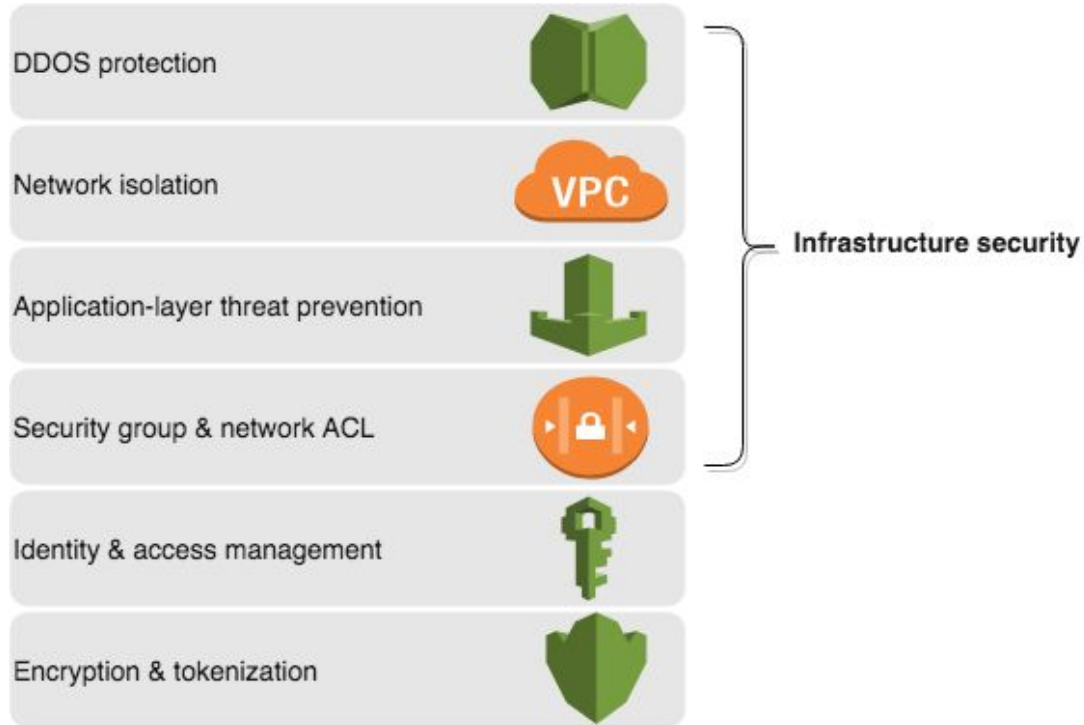 DDOS protection
Network isolation
VPC
Application-layer threat prevention
Infrastructure security
Security group & network ACL
Identity & access management
Encryption & tokenization